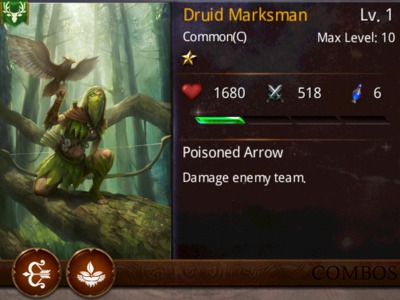 Druid Marksman Lv. 1
Common(C) Max Level: 10
1680 518 6
Poisoned Arrow
Damage enemy team.
COMBOS